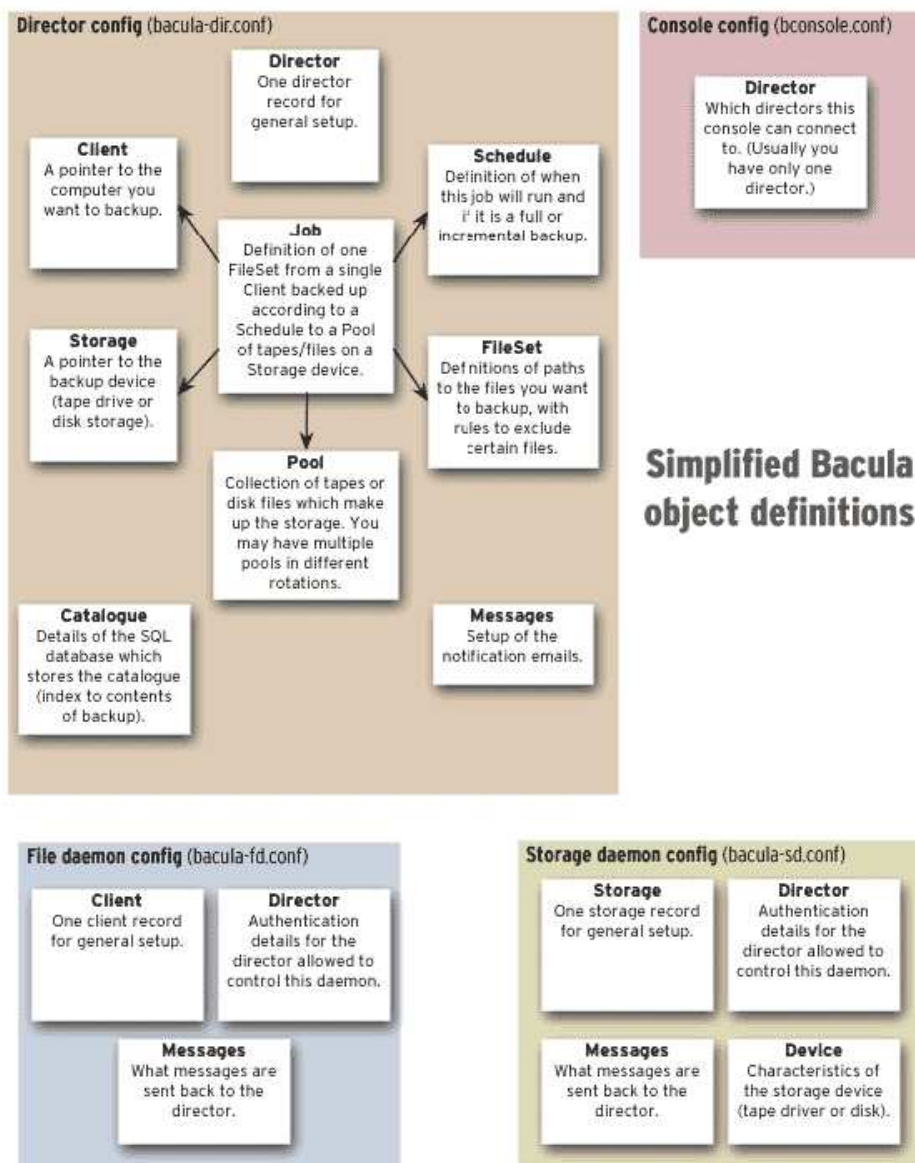 Director config (bacula-dir.conf)
Director
One director
record for
general setup.
Client
A pointer to the
computer you
want to backup.
Schedule
Definition of when
this job will run and
if it is a full or
incremental backup.
Job
Definition of one
FileSet from a single
Client backed up
according to a
Schedule to a Pool
of tapes/files on a
Storage device.
Storage
A pointer to the
backup device
(tape drive or
disk storage).
FileSet
Definitions of paths
to the files you want
to backup, with
rules to exclude
certain files.
Pool
Collection of tapes or
disk files which make
up the storage. You
may have multiple
pools in different
rotations.
Catalogue
Details of the SQL
database which
stores the catalogue
(index to contents
of backup).
Messages
Setup of the
notification emails.
Console config (bconsole.conf)
Director
Which directors this
console can connect
to. (Usually you
have only one
director.)
Simplified Bacula
object definitions
File daemon config (bacula-fd.conf)
Client
One client record
for general setup.
Director
Authentication
details for the
director allowed to
control this daemon.
Messages
What messages are
sent back to the
director.
Storage daemon config (bacula-sd.conf)
Storage
One storage record
for general setup.
Director
Authentication
details for the
director allowed to
control this daemon.
Messages
What messages are
sent back to the
director.
Device
Characteristics of
the storage device
(tape driver or disk).